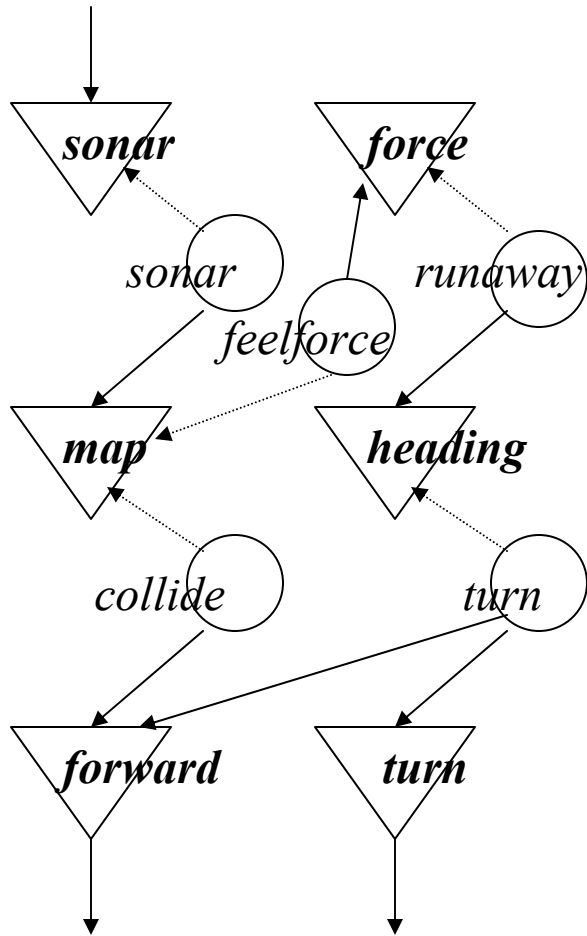 sonar
force
sonar
runaway
feelforce
map
heading
collide
turn
forward
turn